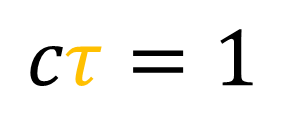 cτ = 1